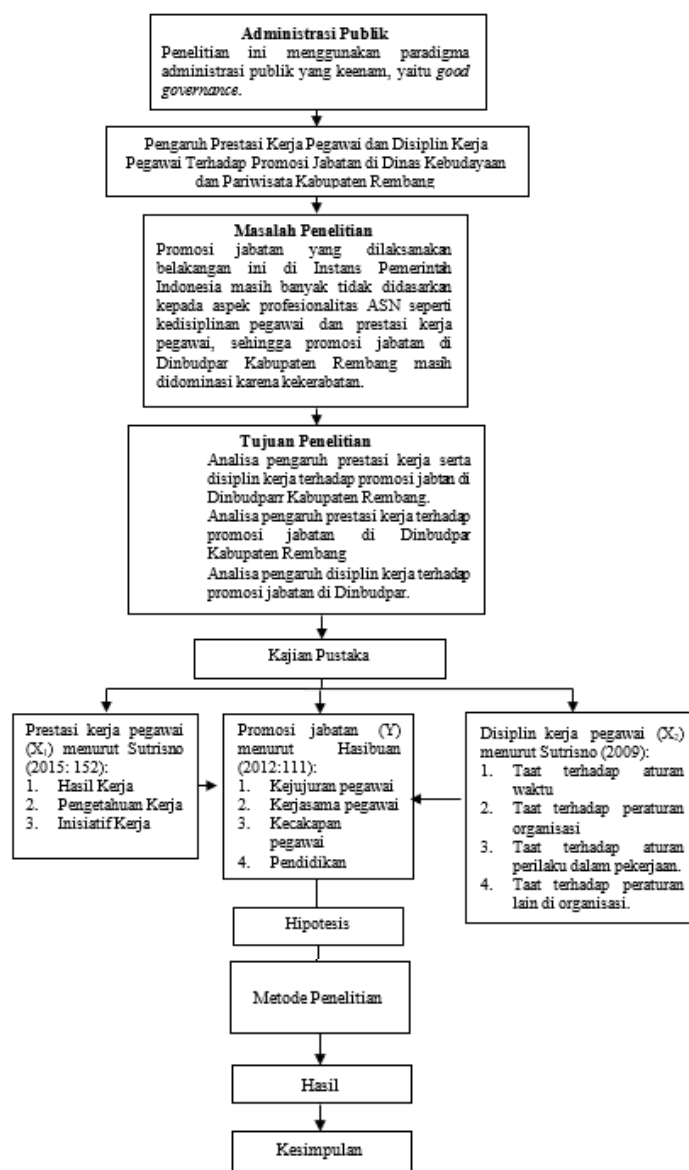 Administrasi Publik
Penelitian ini menggunakan paradigma
administrasi publik yang keenam, yaitu good
governance.
Pengaruh Prestasi Kerja Pegawai dan Disiplin Kerja
Pegawai Terhadap Promosi Jabatan di Dinas Kebudayaan
dan Pariwisata Kabupaten Rembang
Masalah Penelitian
Promosi jabatan yang dilaksanakan
belakangan ini di Instans Pemerintah
Indonesia masih banyak tidak didasarkan
kepada aspek profesionalitas ASN seperti
kedisiplinan pegawai dan prestasi kerja
pegawai, sehingga promosi jabatan di
Dinbudpar Kabupaten Rembang masih
didominasi karena kekerabatan.
Tujuan Penelitian
Analisa pengaruh prestasi kerja serta
disiplin kerja terhadap promosi jabtan di
Dinbudparr Kabupaten Rembang.
Analisa pengaruh prestasi kerja terhadap
promosi jabatan di Dinbudpar
Kabupaten Rembang
Analisa pengaruh disiplin kerja terhadap
promosi jabatan di Dinbudpar.
Kajian Pustaka
Prestasi kerja pegawai
(X₁) menurut Sutrisno
(2015: 152):
1. Hasil Kerja
2. Pengetahuan Kerja
3. Inisiatif Kerja
Promosi jabatan (Y)
menurut Hasibuan
(2012:111):
1. Kejujuran pegawai
2. Kerjasama pegawai
3. Kecakapan
pegawai
4. Pendidikan
Disiplin kerja pegawai (X₂)
menurut Sutrisno (2009):
1. Taat terhadap aturan
waktu
2. Taat terhadap peraturan
organisasi
3. Taat terhadap aturan
perilaku dalam pekerjaan.
4. Taat terhadap peraturan
lain di organisasi.
Hipotesis
Metode Penelitian
Hasil
Kesimpulan